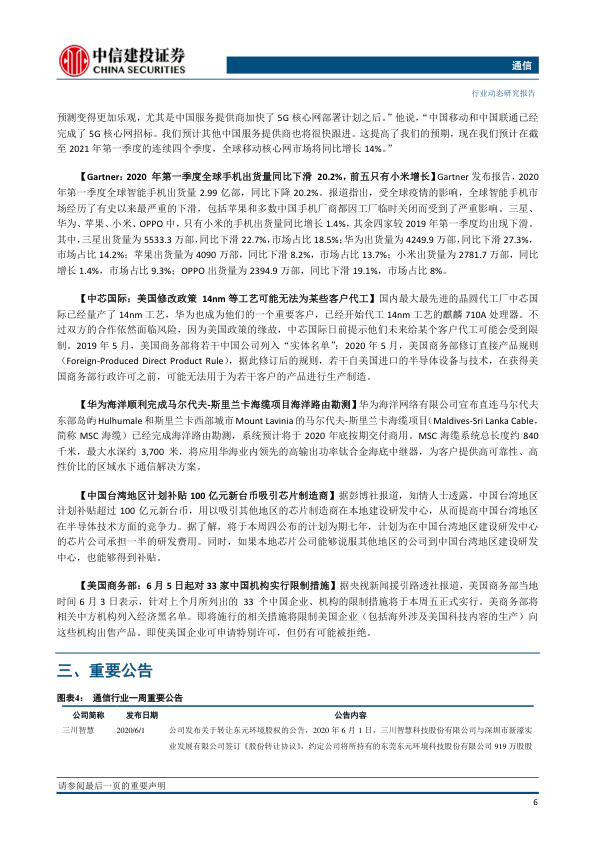 中信建投证券
CHINA SECURITIES
通信
行业动态研究报告
预测变得更加乐观，尤其是中国服务提供商加快了 5G 核心网部署计划之后。”他说，“中国移动和中国联通已经
完成了 5G 核心网招标。我们预计其他中国服务提供商也将很快跟进。这提高了我们的预期，现在我们预计在截
至 2021 年第一季度的连续四个季度，全球移动核心网市场将同比增长 14%。”
【Gartner：2020 年第一季度全球手机出货量同比下滑 20.2%，前五只有小米增长】Gartner 发布报告，2020
年第一季度全球智能手机出货量 2.99 亿部，同比下降 20.2%。报道指出，受全球疫情的影响，全球智能手机市
场经历了有史以来最严重的下滑，包括苹果和多数中国手机厂商都因工厂临时关闭而受到了严重影响。三星、
华为、苹果、小米、OPPO 中，只有小米的手机出货量同比增长 1.4%，其余四家较 2019 年第一季度均出现下滑。
其中，三星出货量为 5533.3 万部，同比下滑 22.7%，市场占比 18.5%；华为出货量为 4249.9 万部，同比下滑 27.3%，
市场占比 14.2%；苹果出货量为 4090 万部，同比下滑 8.2%，市场占比 13.7%；小米出货量为 2781.7 万部，同比
增长 1.4%，市场占比 9.3%；OPPO 出货量为 2394.9 万部，同比下滑 19.1%，市场占比 8%。
【中芯国际：美国修改政策 14nm 等工艺可能无法为某些客户代工】国内最大最先进的晶圆代工厂中芯国
际已经量产了 14nm 工艺，华为也成为他们的一个重要客户，已经开始代工 14nm 工艺的麒麟 710A 处理器。不
过双方的合作依然面临风险，因为美国政策的缘故，中芯国际日前提示他们未来给某个客户代工可能会受到限
制。2019 年 5 月，美国商务部将若干中国公司列入“实体名单”；2020 年 5 月，美国商务部修订直接产品规则
（Foreign-Produced Direct Product Rule），据此修订后的规则，若干自美国进口的半导体设备与技术，在获得美
国商务部行政许可之前，可能无法用于为若干客户的产品进行生产制造。
【华为海洋顺利完成马尔代夫-斯里兰卡海缆项目海洋路由勘测】华为海洋网络有限公司宣布直连马尔代夫
东部岛屿 Hulhumale 和斯里兰卡西部城市 Mount Lavinia 的马尔代夫-斯里兰卡海缆项目（Maldives-Sri Lanka Cable，
简称 MSC 海缆）已经完成海洋路由勘测，系统预计将于 2020 年底按期交付商用。MSC 海缆系统总长度约 840
千米，最大水深约 3,700 米，将应用华海业内领先的高输出功率钛合金海底中继器，为客户提供高可靠性、高
性价比的区域水下通信解决方案。
【中国台湾地区计划补贴 100 亿元新台币吸引芯片制造商】据彭博社报道，知情人士透露，中国台湾地区
计划补贴超过 100 亿元新台币，用以吸引其他地区的芯片制造商在本地建设研发中心，从而提高中国台湾地区
在半导体技术方面的竞争力。据了解，将于本周四公布的计划为期七年，计划为在中国台湾地区建设研发中心
的芯片公司承担一半的研发费用。同时，如果本地芯片公司能够说服其他地区的公司到中国台湾地区建设研发
中心，也能够得到补贴。
【美国商务部：6 月 5 日起对 33 家中国机构实行限制措施】据央视新闻援引路透社报道，美国商务部当地
时间 6 月 3 日表示，针对上个月所列出的 33 个中国企业、机构的限制措施将于本周五正式实行。美商务部将
相关中方机构列入经济黑名单。即将施行的相关措施将限制美国企业（包括海外涉及美国科技内容的生产）向
这些机构出售产品。即使美国企业可申请特别许可，但仍有可能被拒绝。
三、重要公告
图表4： 通信行业一周重要公告
公司简称 发布日期 公告内容
三川智慧 2020/6/1 公司发布关于转让东元环境股权的公告，2020 年 6 月 1 日，三川智慧科技股份有限公司与深圳市新濠实
业发展有限公司签订《股份转让协议》，约定公司将所持有的东莞东元环境科技股份有限公司 919 万股股
请参阅最后一页的重要声明
6